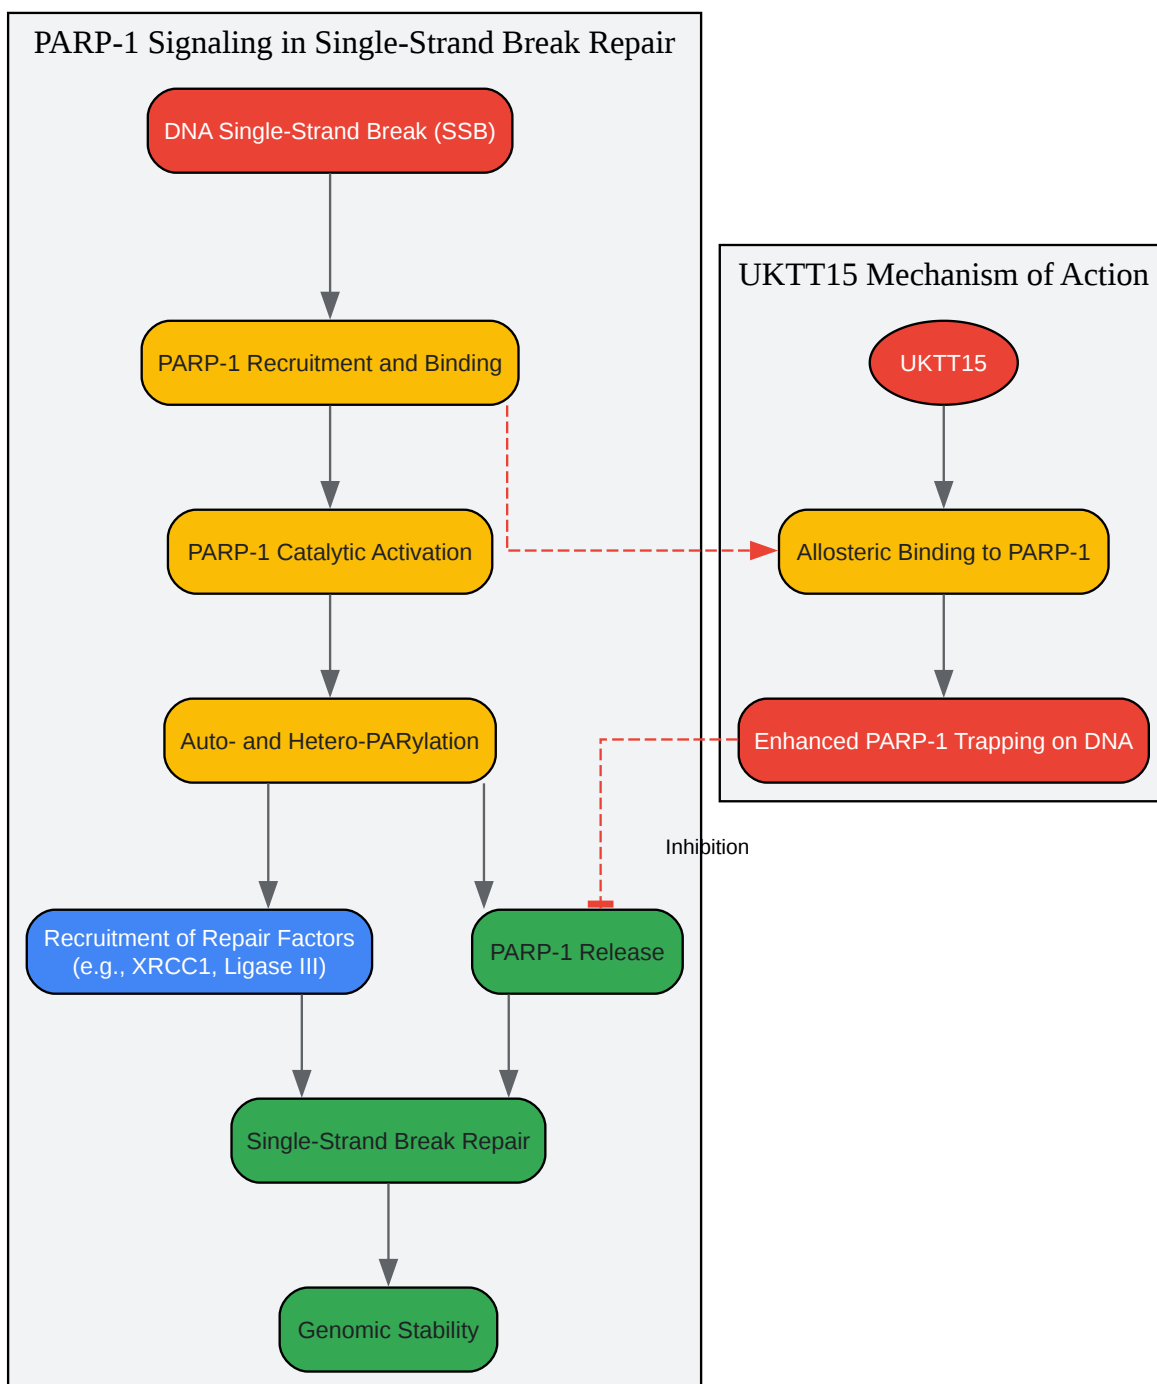 PARP-1 Signaling in Single-Strand Break Repair
DNA Single-Strand Break (SSB)
PARP-1 Recruitment and Binding
PARP-1 Catalytic Activation
Auto- and Hetero-PARylation
Recruitment of Repair Factors
(e.g., XRCC1, Ligase III)
PARP-1 Release
Single-Strand Break Repair
Genomic Stability
UKTT15 Mechanism of Action
UKTT15
Allosteric Binding to PARP-1
Enhanced PARP-1 Trapping on DNA
Inhibition